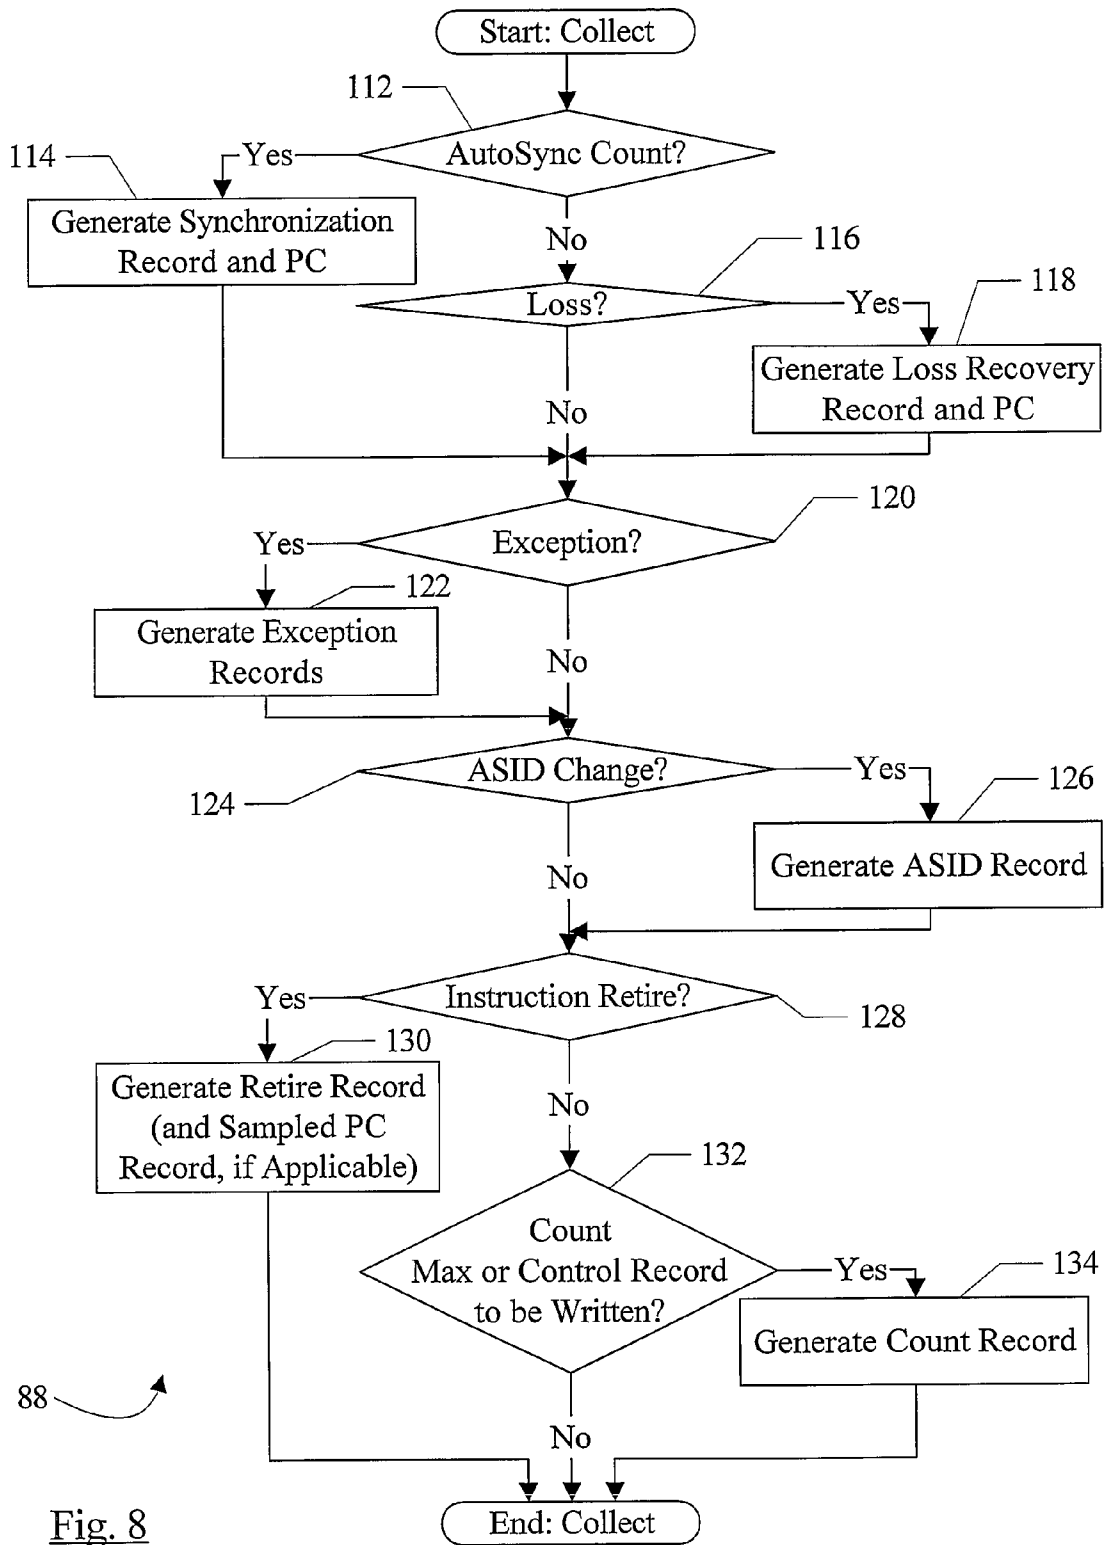 Start: Collect
112
AutoSync Count?
114
Yes
Generate Synchronization
Record and PC
No
116
Loss?
Yes
118
Generate Loss Recovery
Record and PC
No
120
Exception?
Yes
122
Generate Exception
Records
No
ASID Change?
124
Yes
126
Generate ASID Record
No
Instruction Retire?
Yes
128
130
Generate Retire Record
(and Sampled PC
Record, if Applicable)
No
132
Count
Max or Control Record
to be Written?
Yes
134
Generate Count Record
88
No
End: Collect
Fig. 8